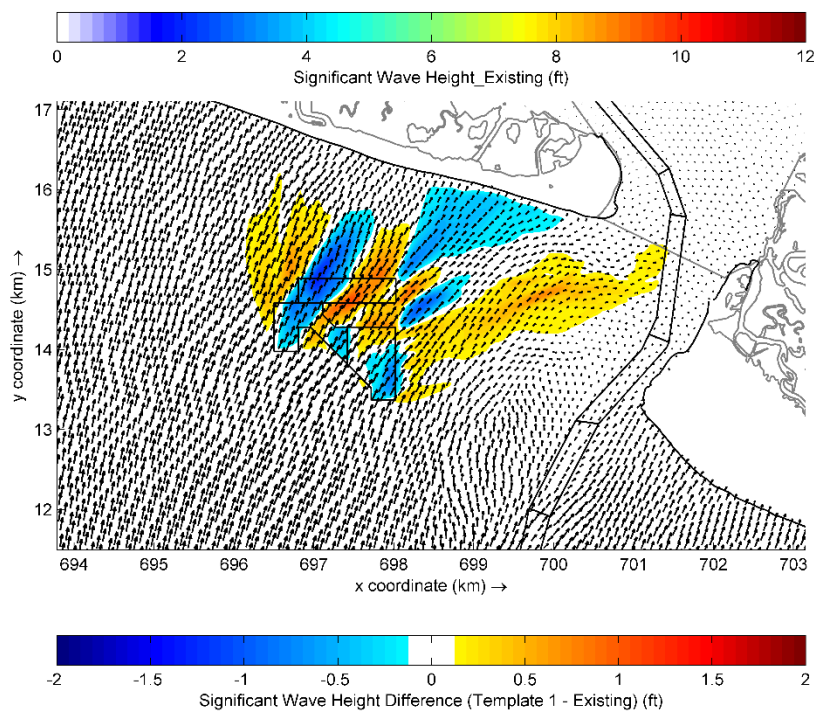 0 2 4 6 8 10 12
Significant Wave Height_Existing (ft)
17
16
15
14
13
12
y coordinate (km) →
694 695 696 697 698 699 700 701 702 703
x coordinate (km) →
-2 -1.5 -1 -0.5 0 0.5 1 1.5 2
Significant Wave Height Difference (Template 1 - Existing) (ft)